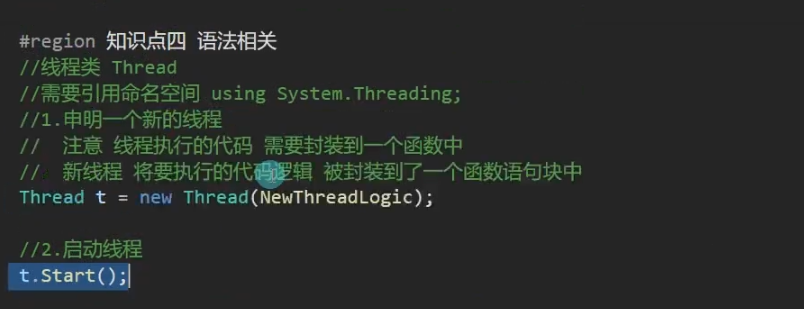 #region 知识点四 语法相关
//线程类 Thread
//需要引用命名空间 using System.Threading;
//1.申明一个新的线程
//  注意 线程执行的代码 需要封装到一个函数中
//  新线程 将要执行的代码逻辑 被封装到了一个函数语句块中
Thread t = new Thread(NewThreadLogic);
//2.启动线程
t.Start();